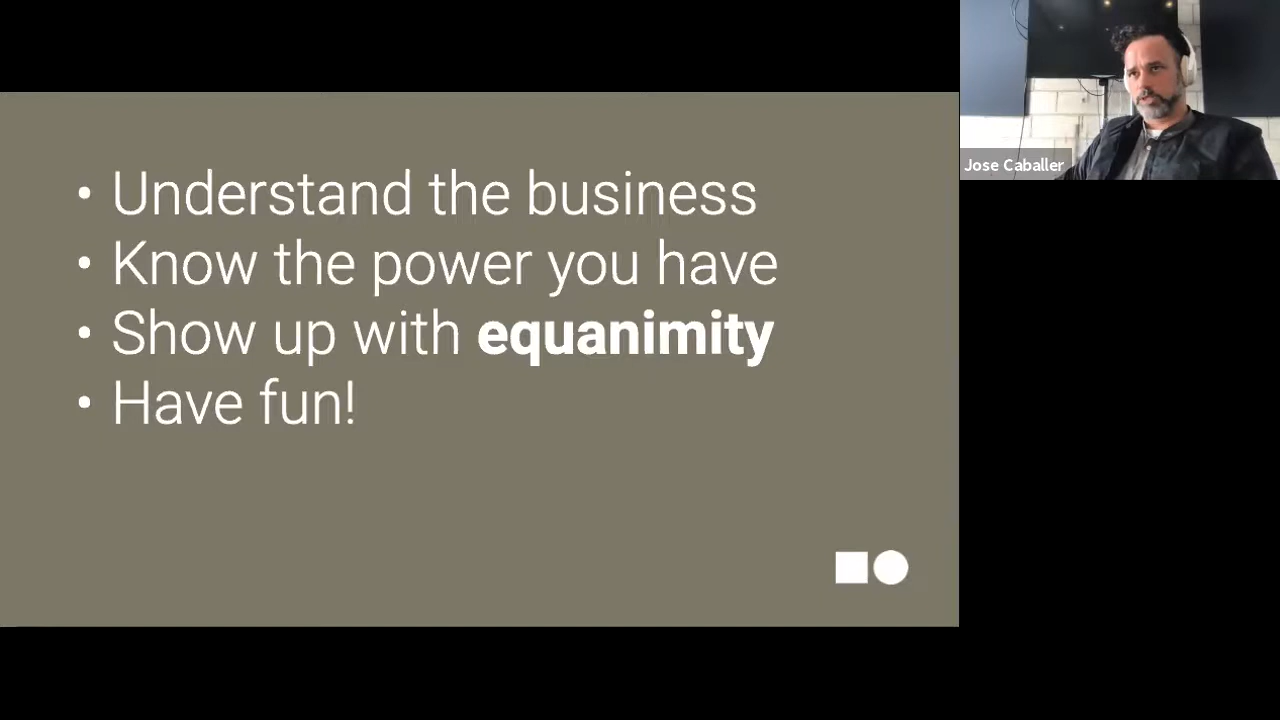 • Understand the business
• Know the power you have
• Show up with equanimity
• Have fun!
Jose Caballer